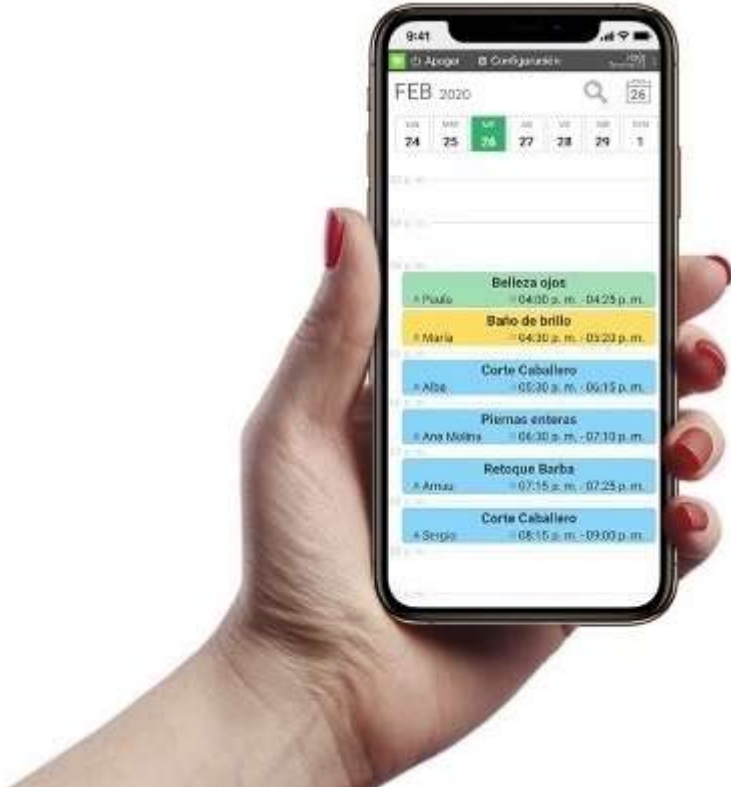 9:41
Apagar Configuración
FEB 2020 26
24 25 26 27 28 29 1
Belleza ojos
Paula 04:00 p. m. - 04:25 p. m.
Baño de brillo
María 04:30 p. m. - 05:20 p. m.
Corte Caballero
Alba 05:30 p. m. - 06:15 p. m.
Piernas enteras
Ana Molina 06:30 p. m. - 07:10 p. m.
Retoque Barba
Arnau 07:15 p. m. - 07:25 p. m.
Corte Caballero
Sergio 08:15 p. m. - 09:00 p. m.